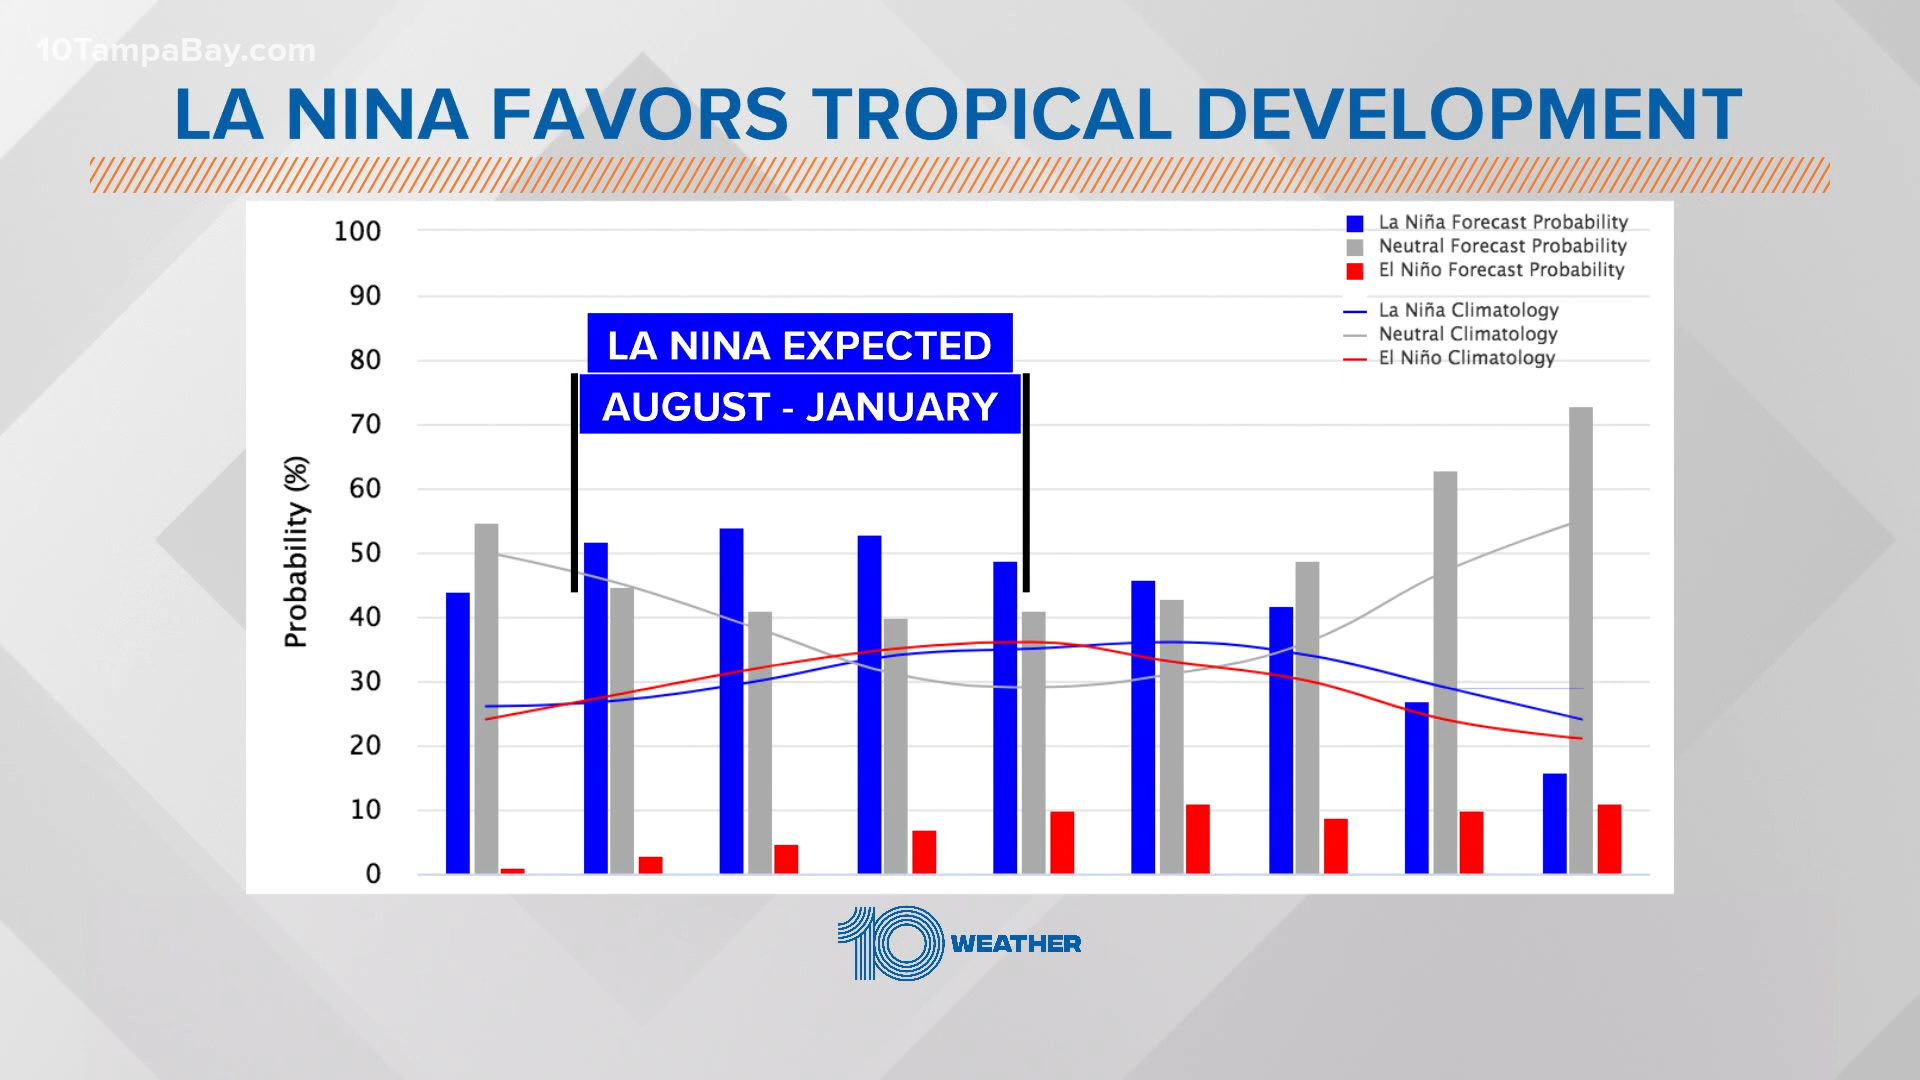 10TampaBay.com
LA NINA FAVORS TROPICAL DEVELOPMENT
100
90
80
70
60
50
40
30
20
10
0
Probability (%)
La Niña Forecast Probability
Neutral Forecast Probability
El Niño Forecast Probability
La Niña Climatology
Neutral Climatology
El Niño Climatology
LA NINA EXPECTED
AUGUST - JANUARY
10 WEATHER